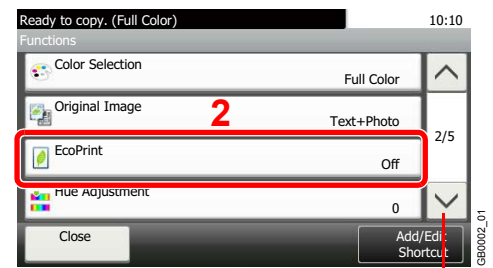 Ready to copy. (Full Color)
10:10
Functions
Color Selection
Full Color
Original Image
2
Text+Photo
2/5
EcoPrint
Off
Hue Adjustment
0
Close
Add/Edit
Shortcut
GB0002_01